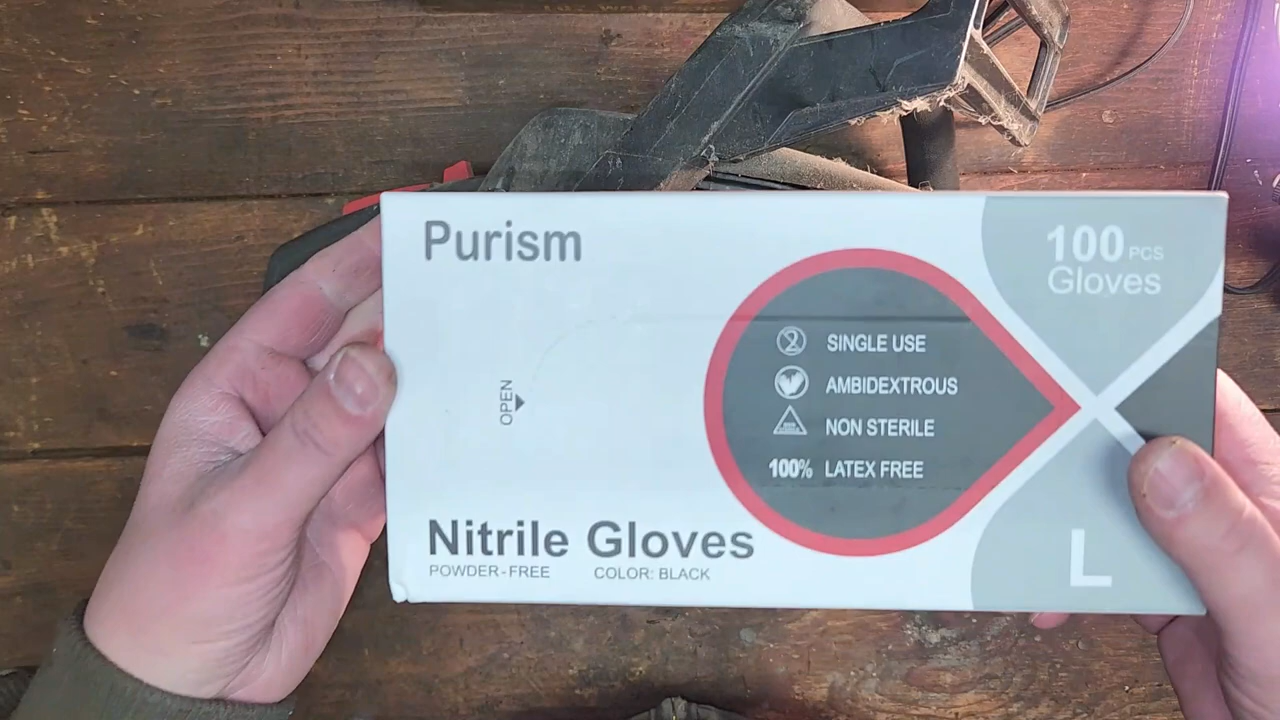 Purism
100 PCS
Gloves
SINGLE USE
AMBIDEXTROUS
NON STERILE
100% LATEX FREE
OPEN
Nitrile Gloves
POWDER-FREE COLOR: BLACK
L